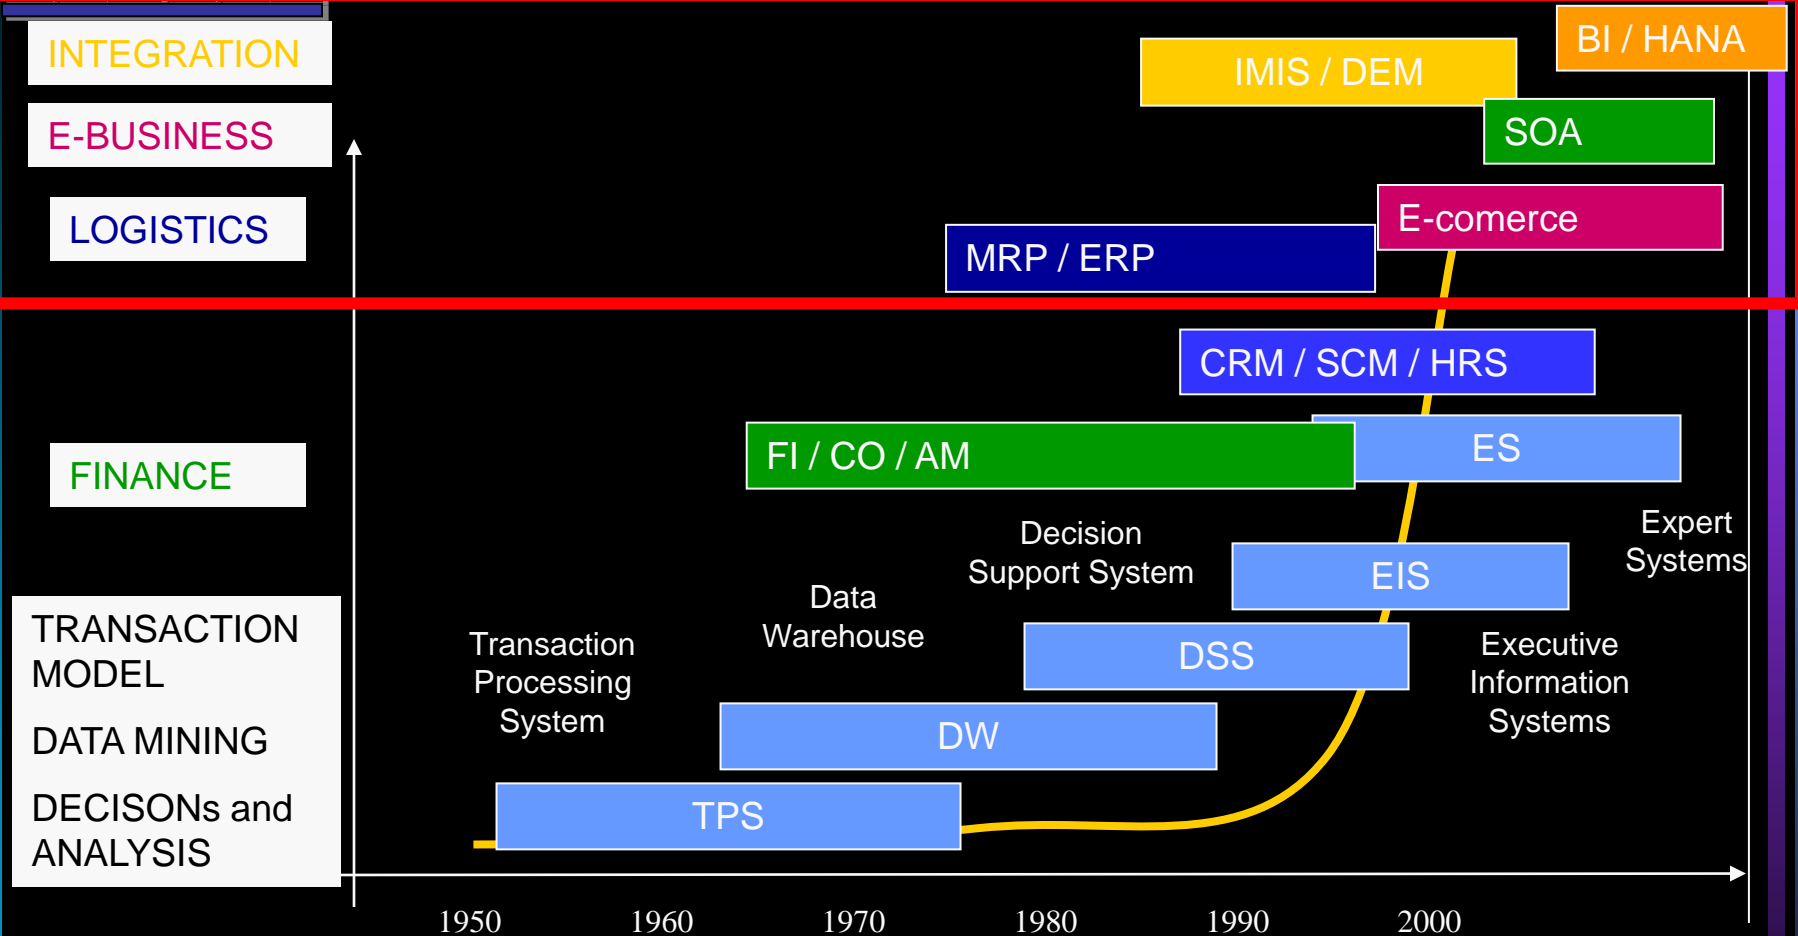 INTEGRATION
E-BUSINESS
LOGISTICS
FINANCE
TRANSACTION
MODEL
DATA MINING
DECISONs and
ANALYSIS
BI / HANA
IMIS / DEM
SOA
E-comerce
MRP / ERP
CRM / SCM / HRS
FI / CO / AM
ES
Expert
Systems
Decision
Support System
EIS
Data
Warehouse
Executive
Information
Systems
Transaction
Processing
System
DSS
DW
TPS
1950
1960
1970
1980
1990
2000